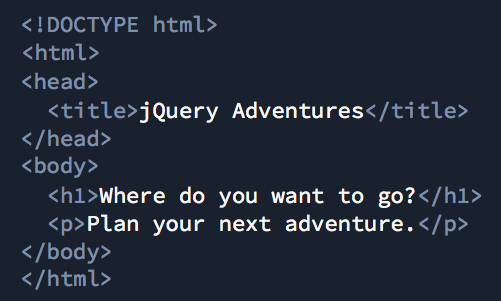 <!DOCTYPE html>
<html>
<head>
  <title>jQuery Adventures</title>
</head>
<body>
  <h1>Where do you want to go?</h1>
  <p>Plan your next adventure.</p>
</body>
</html>